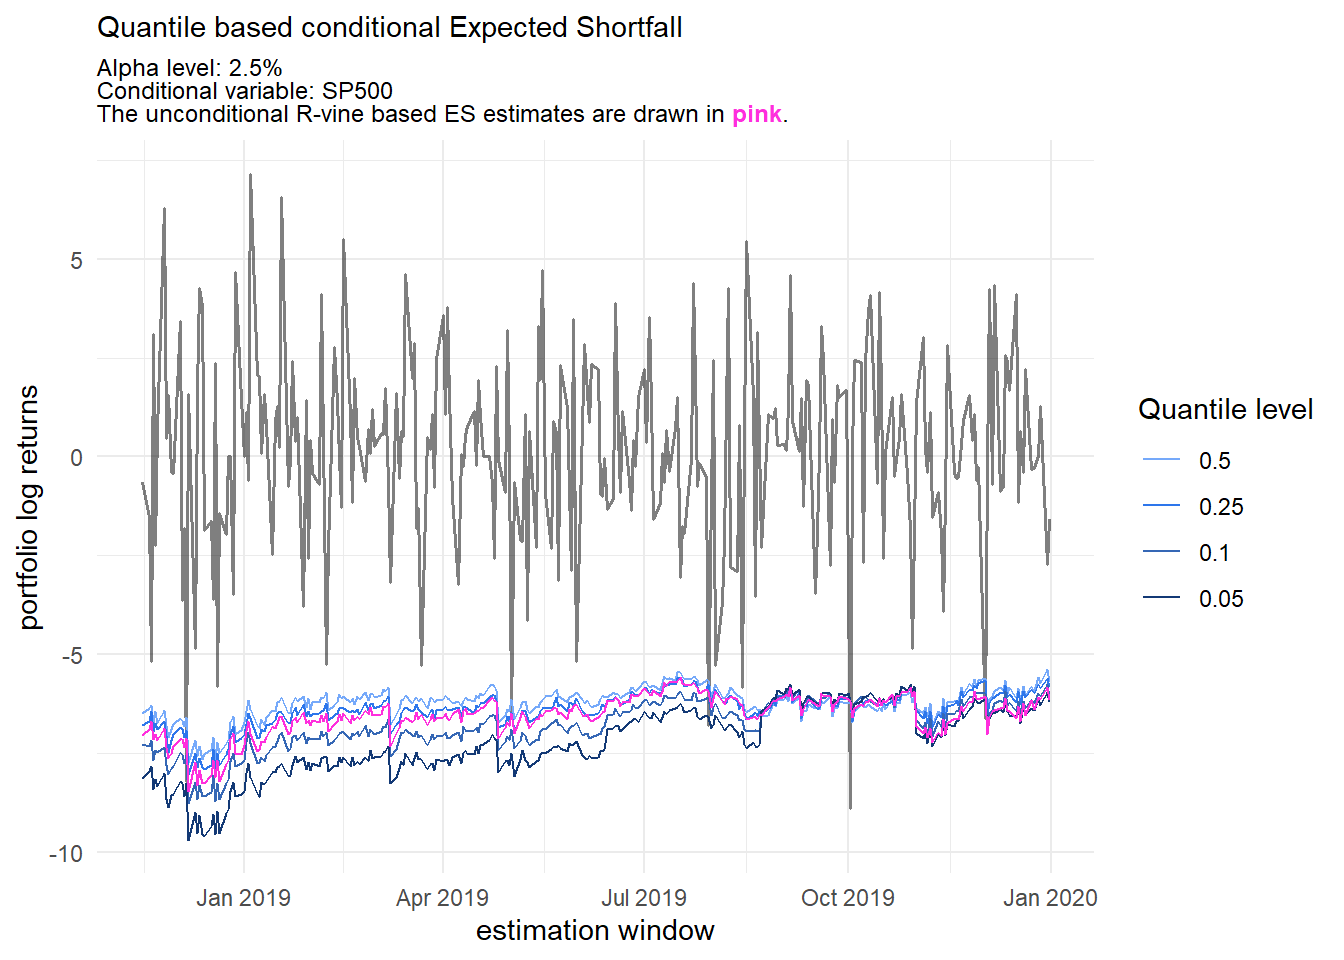 Quantile based conditional Expected Shortfall
Alpha level: 2.5%
Conditional variable: SP500
The unconditional R-vine based ES estimates are drawn in pink.
portfolio log returns
5
0
-5
-10
Jan 2019
Apr 2019
Jul 2019
Oct 2019
Jan 2020
estimation window
Quantile level
0.5
0.25
0.1
0.05